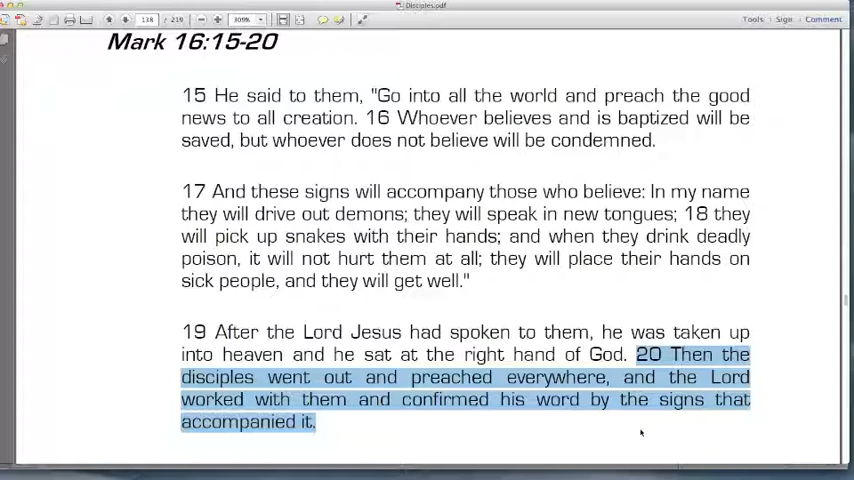 Disciples.pdf
138 / 219
309%
Tools
Sign
Comment
Mark 16:15-20
15 He said to them, "Go into all the world and preach the good
news to all creation. 16 Whoever believes and is baptized will be
saved, but whoever does not believe will be condemned.
17 And these signs will accompany those who believe: In my name
they will drive out demons; they will speak in new tongues; 18 they
will pick up snakes with their hands; and when they drink deadly
poison, it will not hurt them at all; they will place their hands on
sick people, and they will get well."
19 After the Lord Jesus had spoken to them, he was taken up
into heaven and he sat at the right hand of God. 20 Then the
disciples went out and preached everywhere, and the Lord
worked with them and confirmed his word by the signs that
accompanied it.